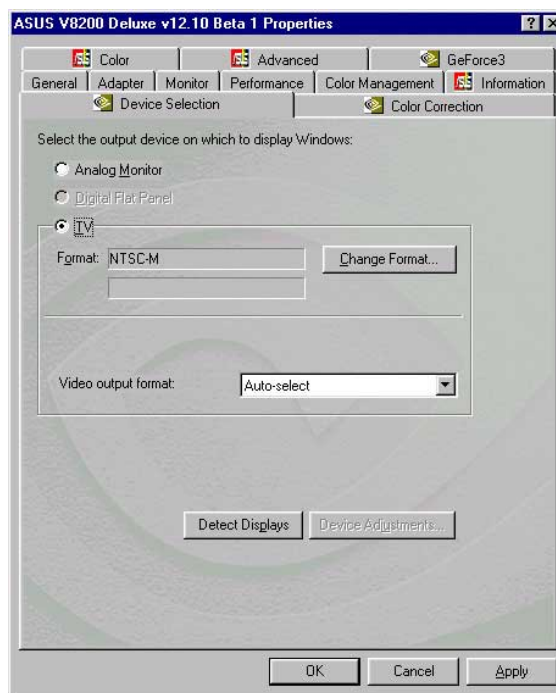 ASUS V8200 Deluxe v12.10 Beta 1 Properties
Color Advanced GeForce3
General Adapter Monitor Performance Color Management Information
Device Selection Color Correction
Select the output device on which to display Windows:
Analog Monitor
Digital Flat Panel
TV
Format: NTSC-M Change Format...
Video output format: Auto-select
Detect Displays Device Adjustments...
OK Cancel Apply